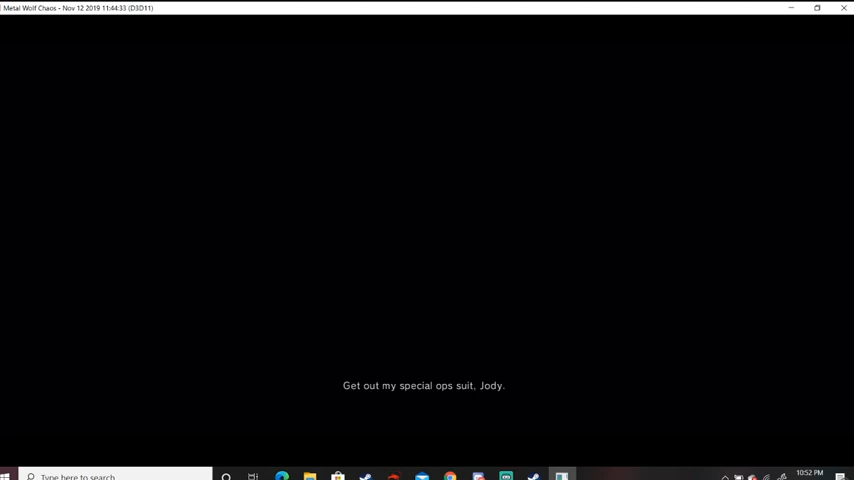 Metal Wolf Chaos - Nov 12 2019 11:44:33 (D3D11)
Get out my special ops suit, Jody.
Type here to search
10:52 PM